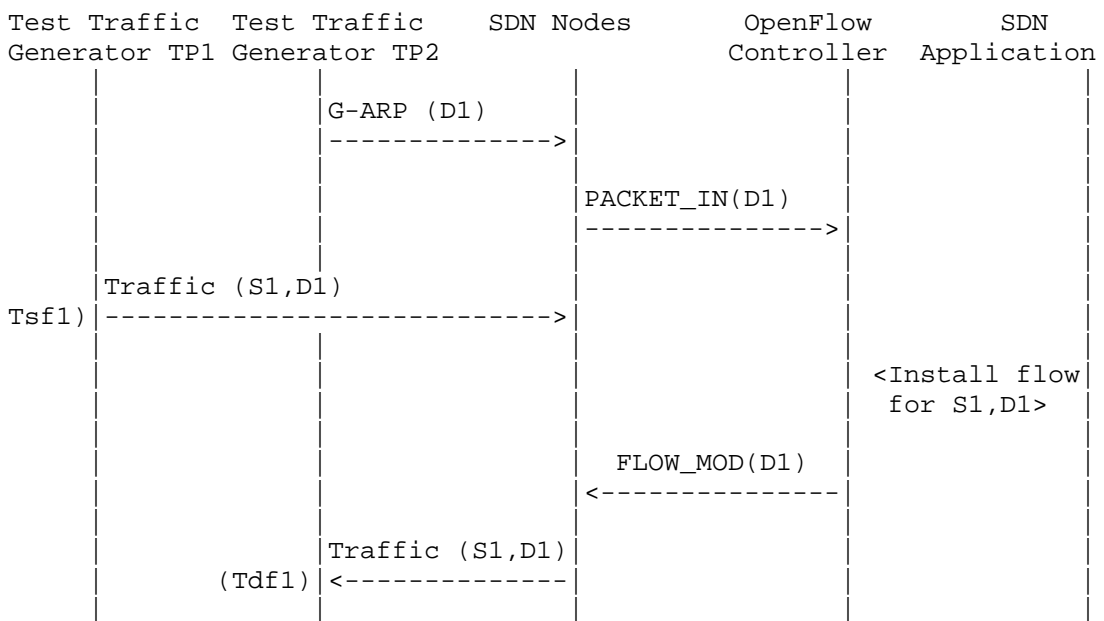 Test Traffic Test Traffic SDN Nodes OpenFlow SDN
Generator TP1 Generator TP2 Controller Application
G-ARP (D1)
-------------->
PACKET_IN(D1)
--------------->
Traffic (S1,D1)
Tsf1) ---------------------------->
<Install flow
for S1,D1>
FLOW_MOD(D1)
<---------------
Traffic (S1,D1)
(Tdf1) <--------------